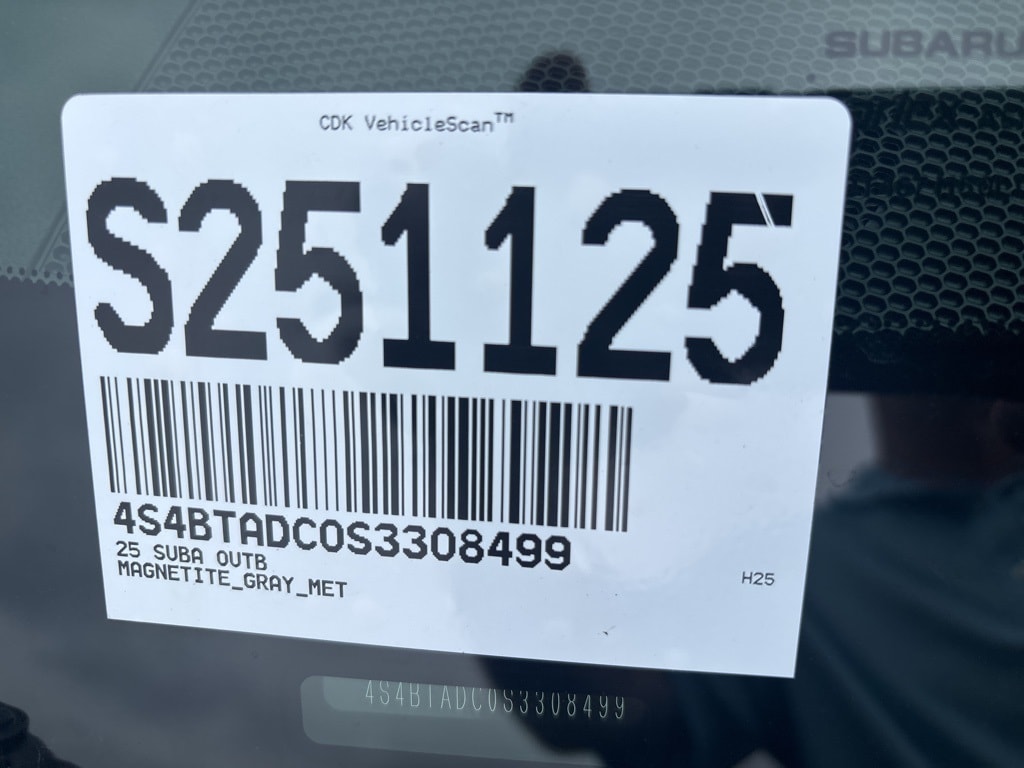 SUBARU
CDK VehicleScan™
S251125
4S4BTADC0S3308499
25 SUBA OUTB
MAGNETITE_GRAY_MET
H25
4S4BTADC0S3308499